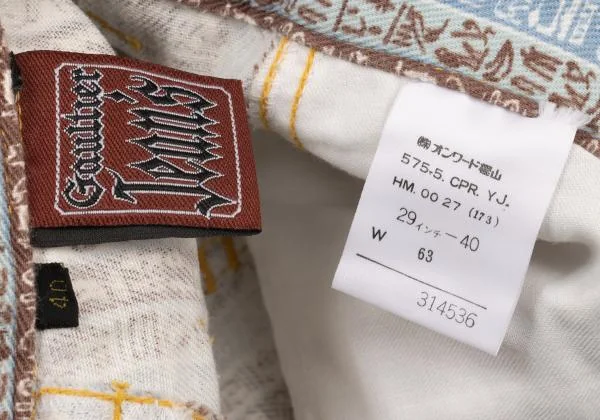 Gaultier
Jean's
40
㈱オンワード樫山
575.5. CPR. YJ.
HM. 00 27 (173)
29インチ—40
W 63
314536